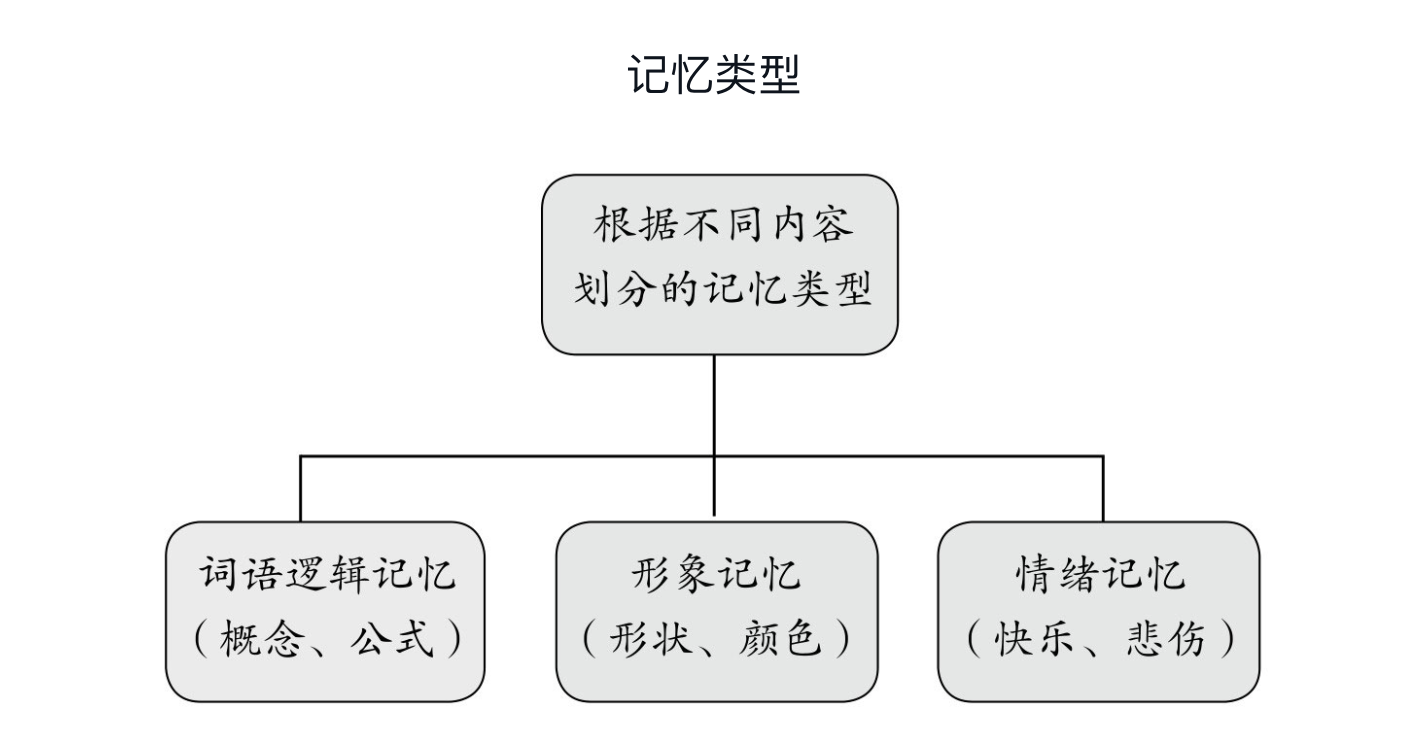 记忆类型
根据不同内容
划分的记忆类型
词语逻辑记忆
（概念、公式）
形象记忆
（形状、颜色）
情绪记忆
（快乐、悲伤）